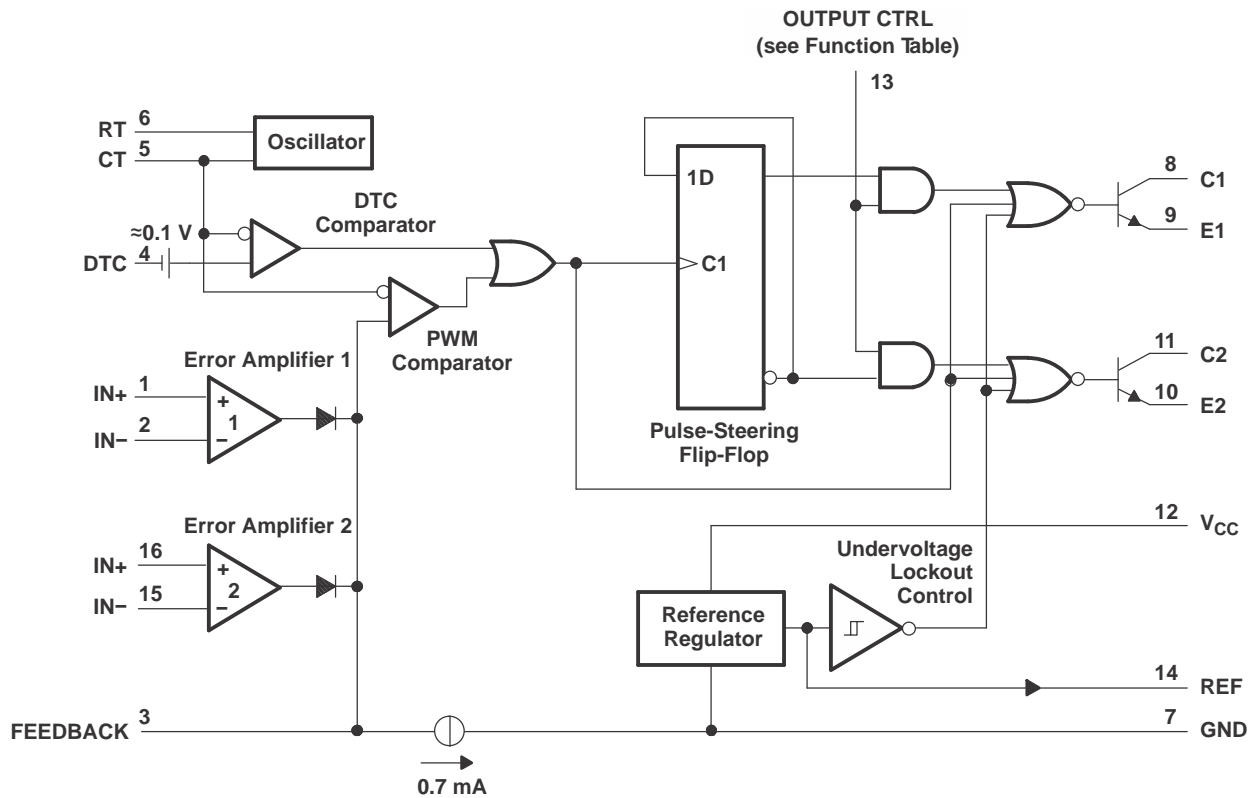 OUTPUT CTRL
(see Function Table)
13
RT 6
CT 5
Oscillator
DTC
Comparator
≈0.1 V
DTC 4
PWM
Comparator
1D
C1
Pulse-Steering
Flip-Flop
8 C1
9 E1
11 C2
10 E2
Error Amplifier 1
IN+ 1
IN− 2
+
1
−
Error Amplifier 2
IN+ 16
IN− 15
+
2
−
12 VCC
Undervoltage
Lockout
Control
Reference
Regulator
14 REF
7 GND
FEEDBACK 3
0.7 mA